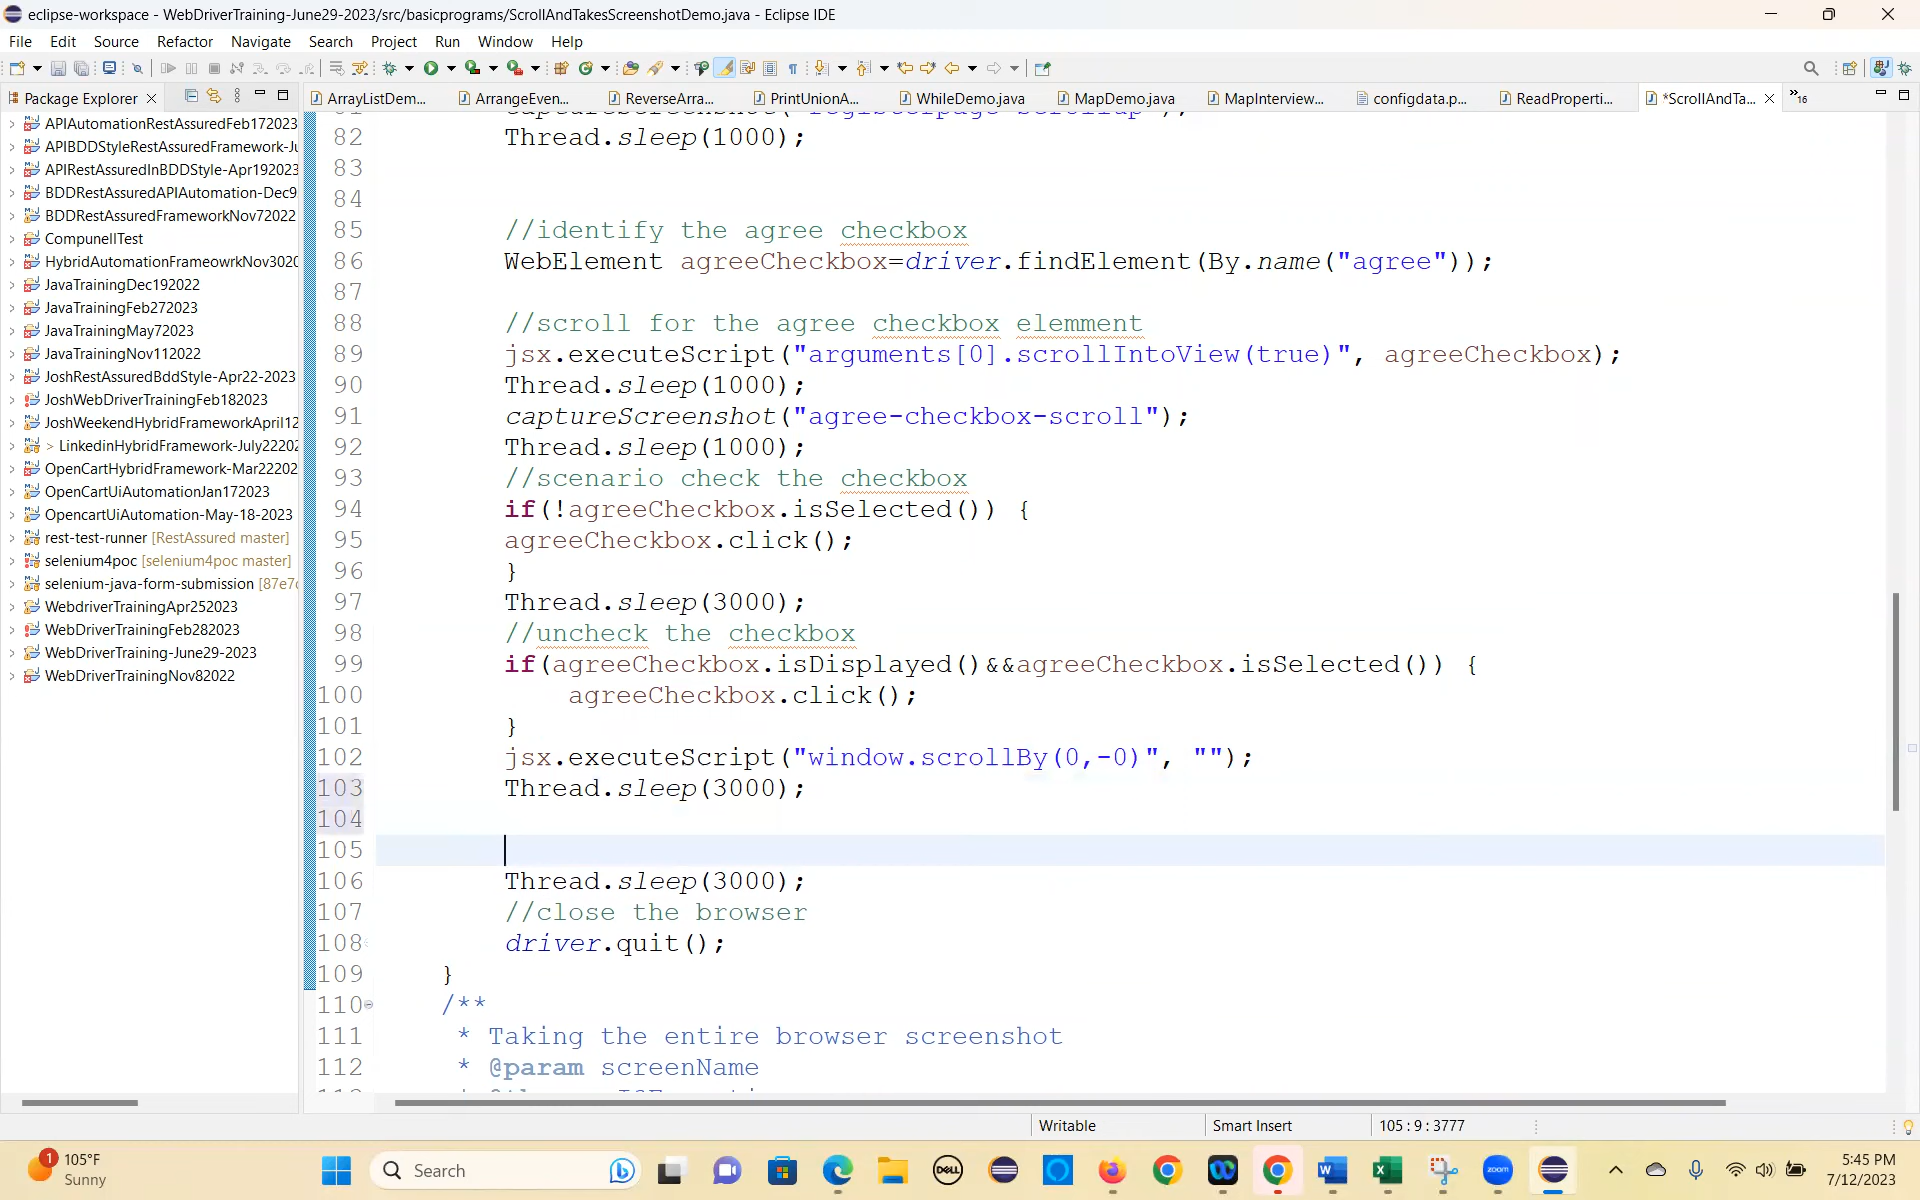 eclipse-workspace - WebDriverTraining-June29-2023/src/basicprograms/ScrollAndTakesScreenshotDemo.java - Eclipse IDE
File Edit Source Refactor Navigate Search Project Run Window Help
Package Explorer
ArrayListDem... ArrangeEven... ReverseArra... PrintUnionA... WhileDemo.java MapDemo.java MapInterview... configdata.p... ReadProperti... *ScrollAndTa... »16
APIAutomationRestAssuredFeb172023
APIBDDStyleRestAssuredFramework-Ju
APIRestAssuredInBDDStyle-Apr192023
BDDRestAssuredAPIAutomation-Dec9
BDDRestAssuredFrameworkNov72022
CompunellTest
HybridAutomationFrameowrkNov3020
JavaTrainingDec192022
JavaTrainingFeb272023
JavaTrainingMay72023
JavaTrainingNov112022
JoshRestAssuredBddStyle-Apr22-2023
JoshWebDriverTrainingFeb182023
JoshWeekendHybridFrameworkApril12
> LinkedinHybridFramework-July2220
OpenCartHybridFramework-Mar22202
OpenCartUiAutomationJan172023
OpencartUiAutomation-May-18-2023
rest-test-runner [RestAssured master]
selenium4poc [selenium4poc master]
selenium-java-form-submission [87e7
WebdriverTrainingApr252023
WebDriverTrainingFeb282023
WebDriverTraining-June29-2023
WebDriverTrainingNov82022
82 Thread.sleep(1000);
83
84
85 //identify the agree checkbox
86 WebElement agreeCheckbox=driver.findElement(By.name("agree"));
87
88 //scroll for the agree checkbox elemment
89 jsx.executeScript("arguments[0].scrollIntoView(true)", agreeCheckbox);
90 Thread.sleep(1000);
91 captureScreenshot("agree-checkbox-scroll");
92 Thread.sleep(1000);
93 //scenario check the checkbox
94 if(!agreeCheckbox.isSelected()) {
95 agreeCheckbox.click();
96 }
97 Thread.sleep(3000);
98 //uncheck the checkbox
99 if(agreeCheckbox.isDisplayed()&&agreeCheckbox.isSelected()) {
100 agreeCheckbox.click();
101 }
102 jsx.executeScript("window.scrollBy(0,-0)", "");
103 Thread.sleep(3000);
104
105
106 Thread.sleep(3000);
107 //close the browser
108 driver.quit();
109 }
110 /**
111 * Taking the entire browser screenshot
112 * @param screenName
Writable Smart Insert 105 : 9 : 3777
1 105°F
Sunny
Search
DELL
zoom
5:45 PM
7/12/2023